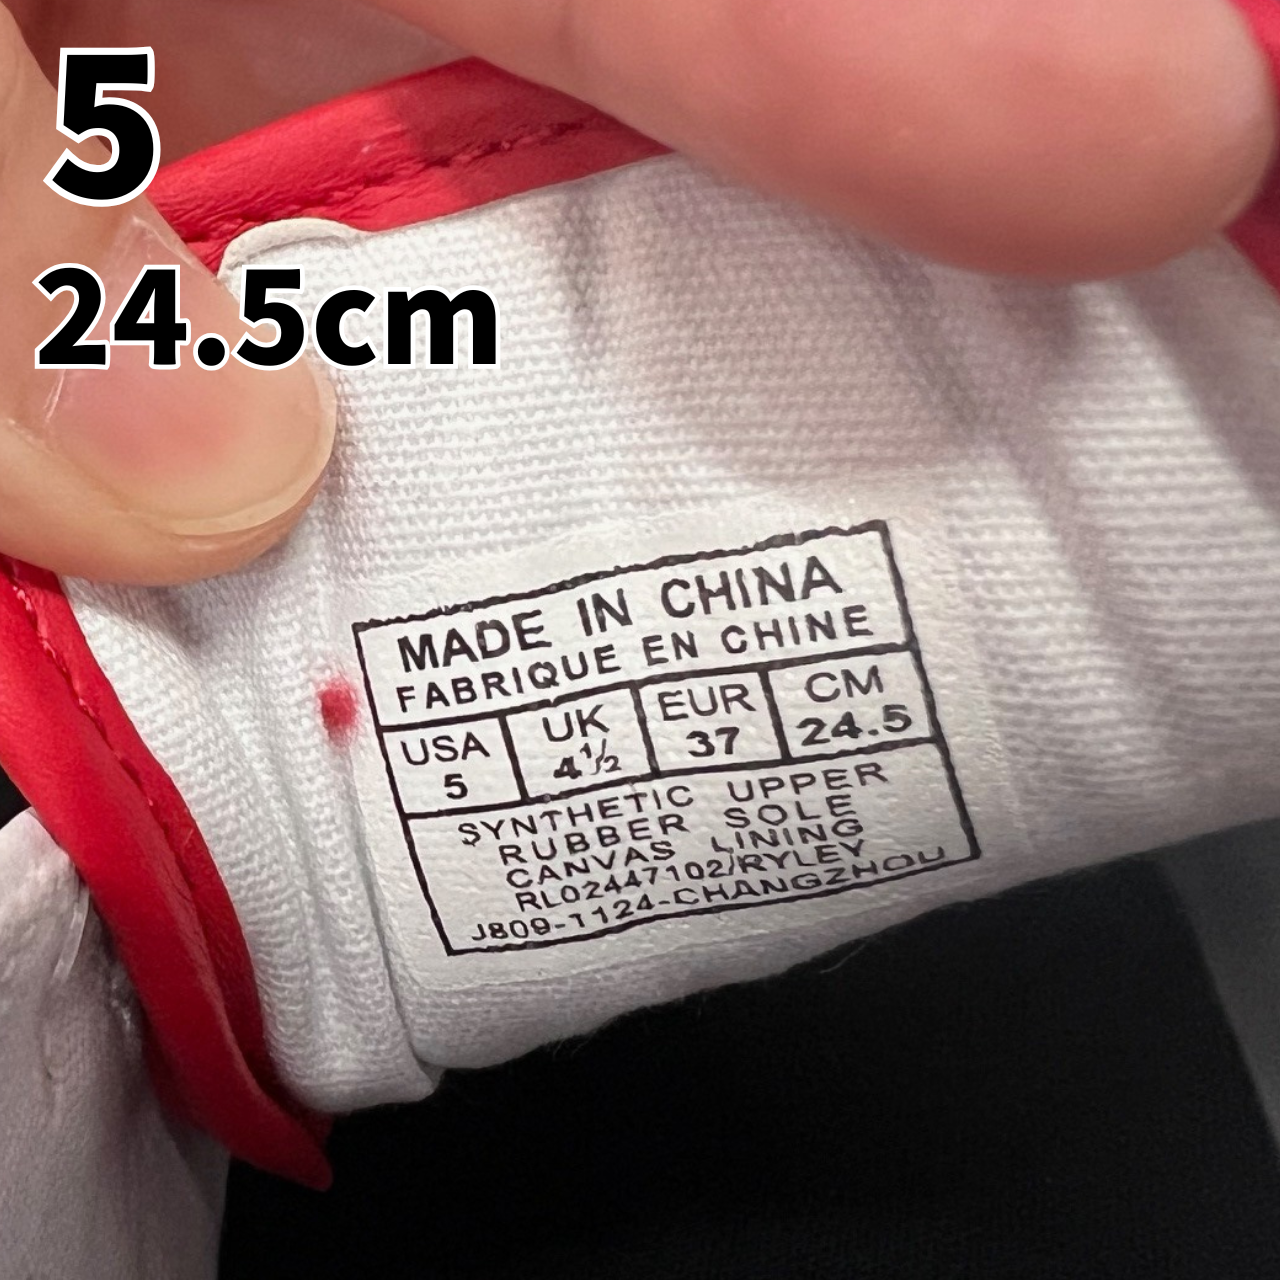 5
24.5cm
MADE IN CHINA
FABRIQUE EN CHINE
USA UK EUR CM
5 4½ 37 24.5
SYNTHETIC UPPER
RUBBER SOLE
CANVAS LINING
RL02447102/RYLEY
J809-1124-CHANGZHOU